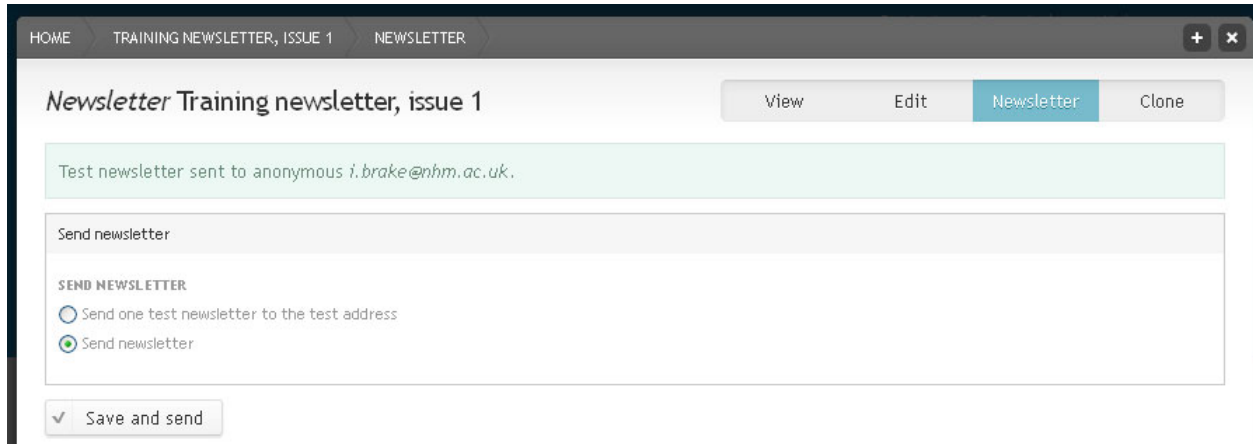 HOME TRAINING NEWSLETTER, ISSUE 1 NEWSLETTER
Newsletter Training newsletter, issue 1
View Edit Newsletter Clone
Test newsletter sent to anonymous i.brake@nhm.ac.uk.
Send newsletter
SEND NEWSLETTER
Send one test newsletter to the test address
Send newsletter
Save and send